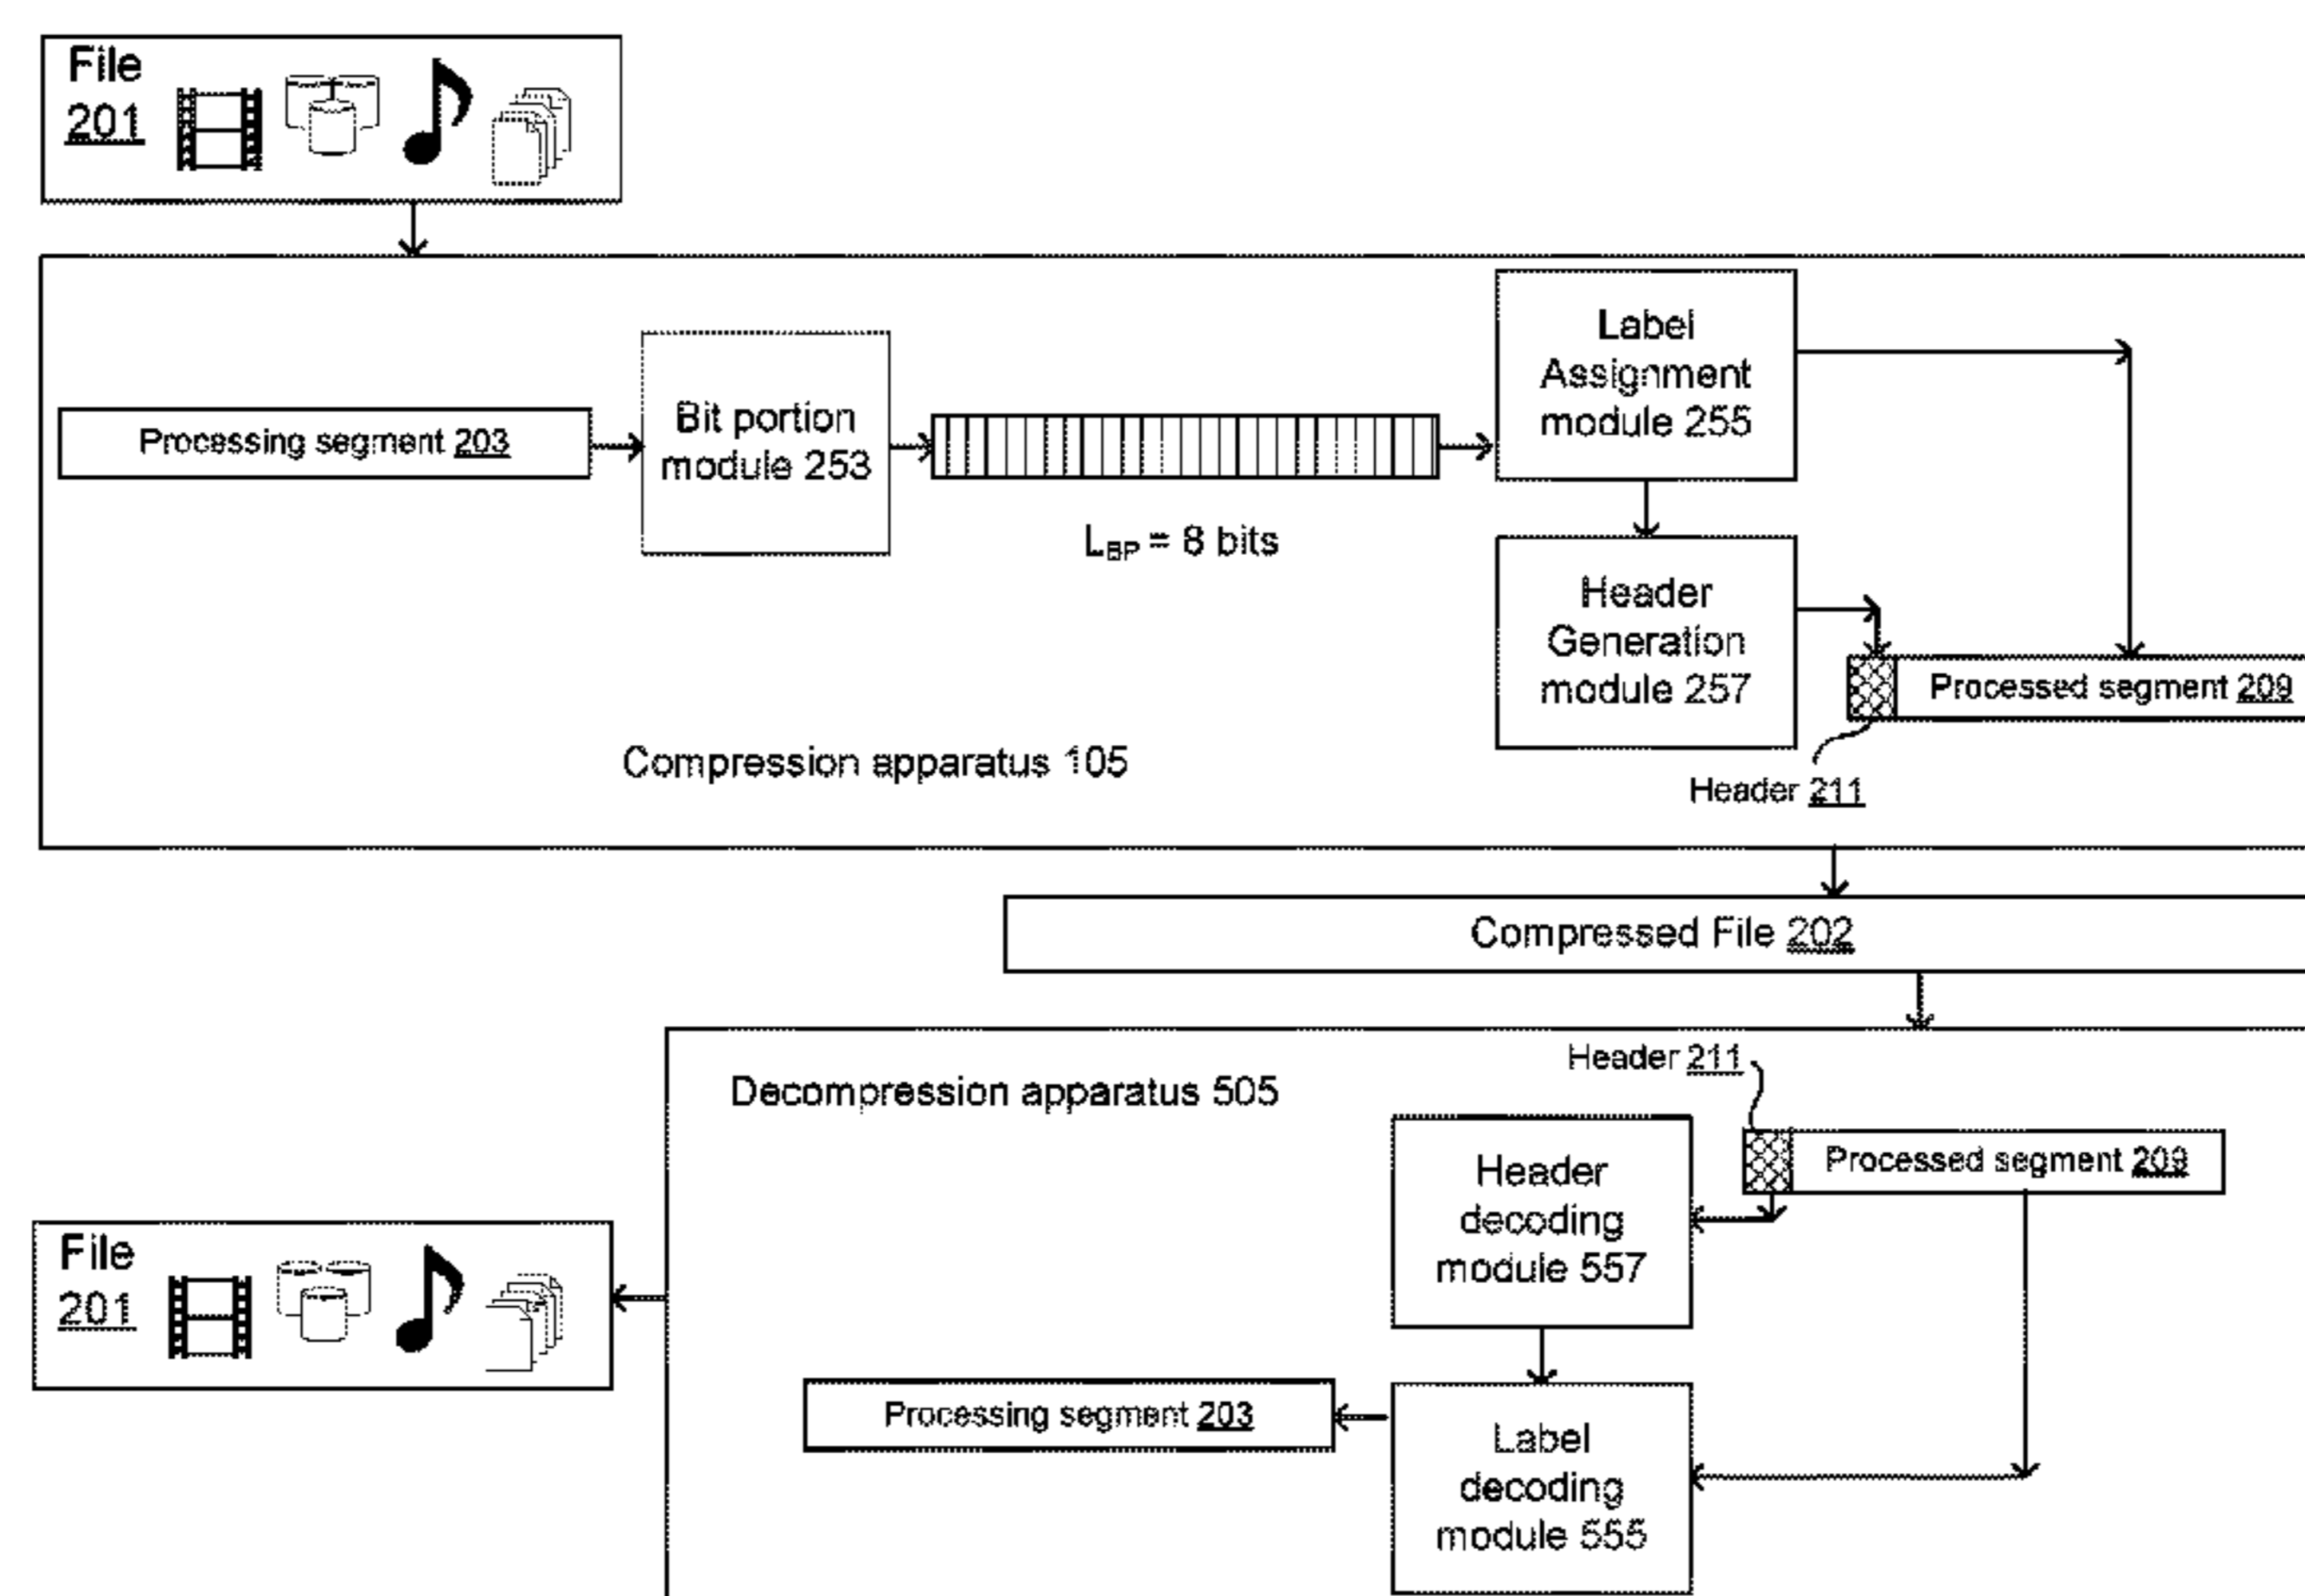 File
201
Processing segment 203
Bit portion
module 253
LBP = 8 bits
Label
Assignment
module 255
Header
Generation
module 257
Processed segment 209
Header 211
Compression apparatus 105
Compressed File 202
Decompression apparatus 505
Header 211
Processed segment 209
Header
decoding
module 557
File
201
Processing segment 203
Label
decoding
module 555